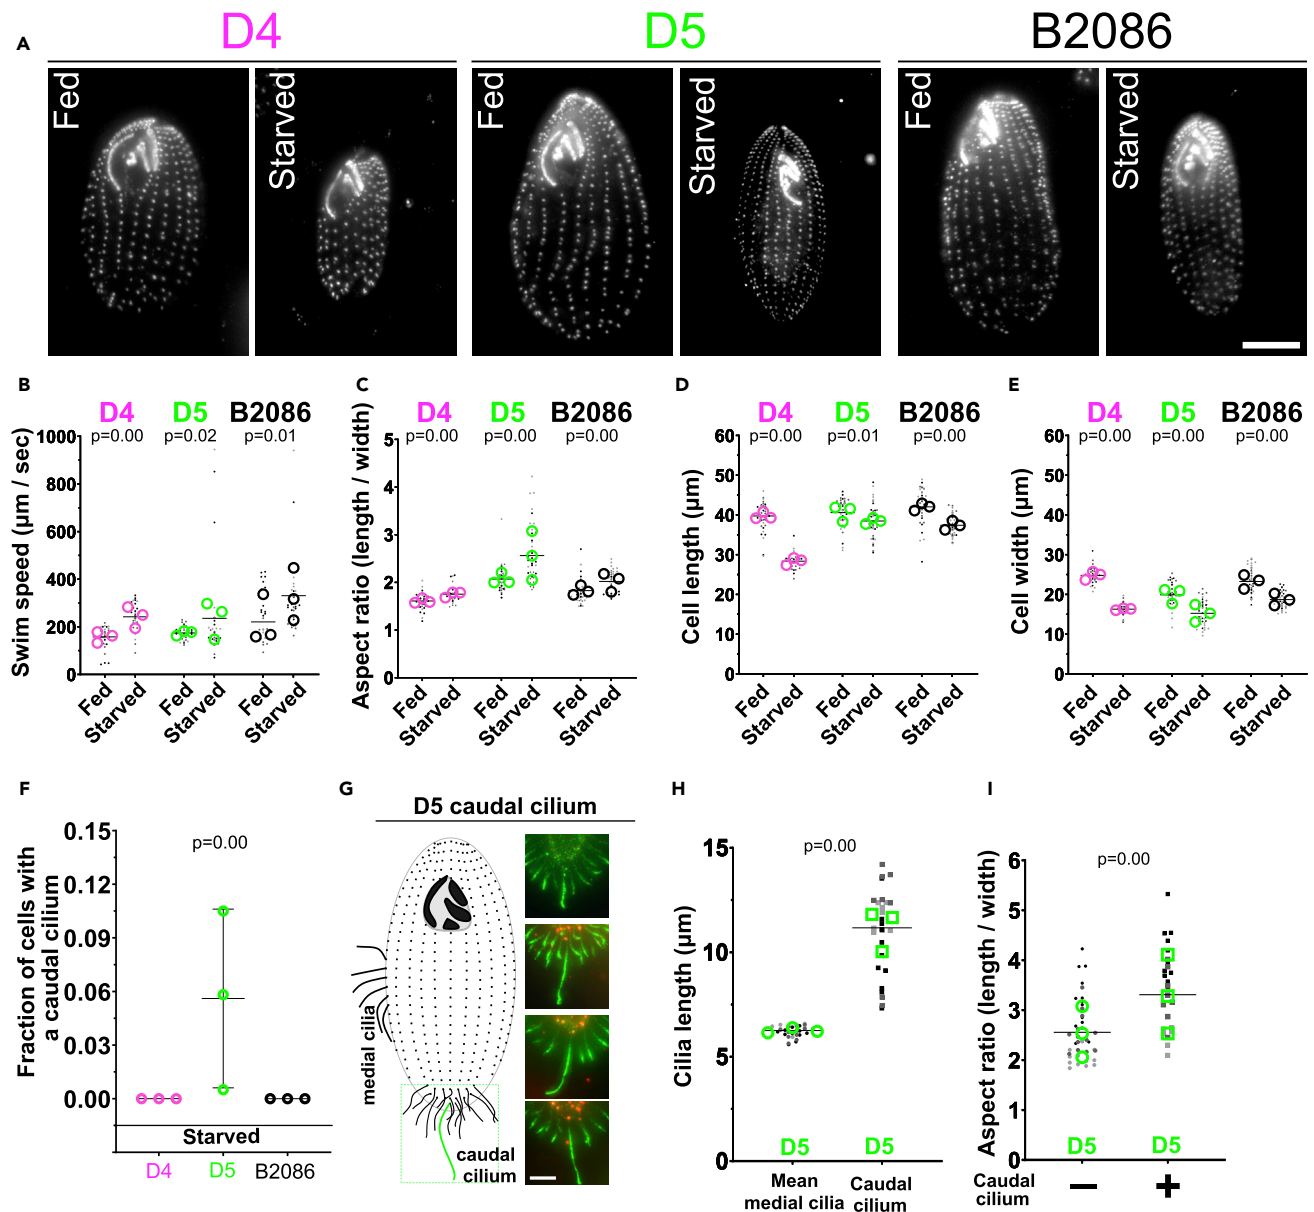 A
D4
D5
B2086
Fed
Starved
Fed
Starved
Fed
Starved
B
D4
D5
B2086
p=0.00
p=0.02
p=0.01
Swim speed (µm / sec)
1000
800
600
400
200
0
Fed
Starved
Fed
Starved
Fed
Starved
C
D4
D5
B2086
p=0.00
p=0.00
p=0.00
Aspect ratio (length / width)
5
4
3
2
1
0
Fed
Starved
Fed
Starved
Fed
Starved
D
D4
D5
B2086
p=0.00
p=0.01
p=0.00
Cell length (µm)
60
50
40
30
20
10
0
Fed
Starved
Fed
Starved
Fed
Starved
E
D4
D5
B2086
p=0.00
p=0.00
p=0.00
Cell width (µm)
60
50
40
30
20
10
0
Fed
Starved
Fed
Starved
Fed
Starved
F
Fraction of cells with
a caudal cilium
0.15
0.12
0.09
0.06
0.03
0.00
p=0.00
Starved
D4
D5
B2086
G
D5 caudal cilium
medial cilia
caudal
cilium
H
p=0.00
Cilia length (µm)
15
10
5
0
D5
D5
Mean
medial cilia
Caudal
cilium
I
p=0.00
Aspect ratio (length / width)
6
5
4
3
2
1
0
D5
D5
Caudal
cilium
− +